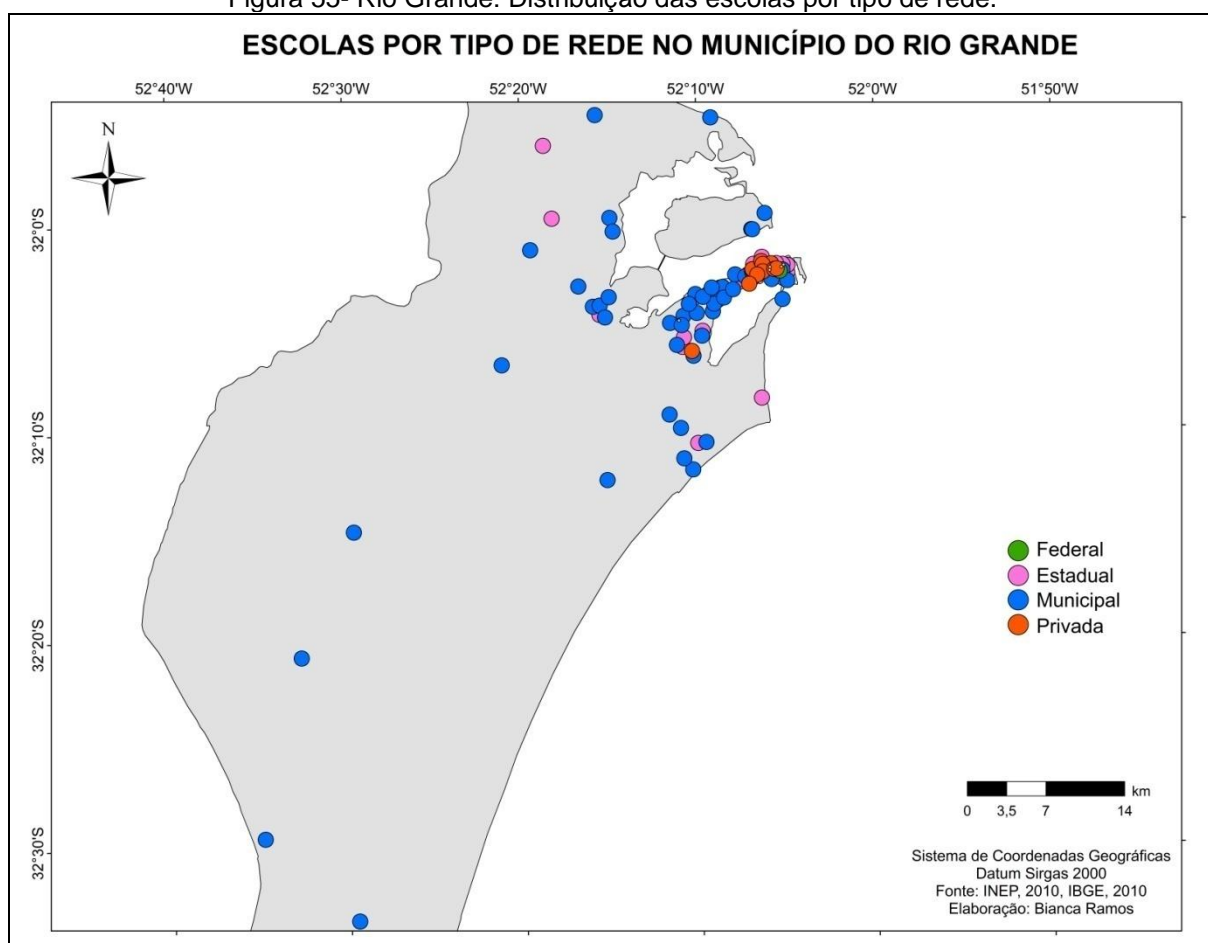 Figura 55- Rio Grande: Distribuição das escolas por tipo de rede.
ESCOLAS POR TIPO DE REDE NO MUNICÍPIO DO RIO GRANDE
52°40'W 52°30'W 52°20'W 52°10'W 52°0'W 51°50'W
N
32°0'S
32°10'S
32°20'S
32°30'S
Federal
Estadual
Municipal
Privada
km
0 3,5 7 14
Sistema de Coordenadas Geográficas
Datum Sirgas 2000
Fonte: INEP, 2010, IBGE, 2010
Elaboração: Bianca Ramos